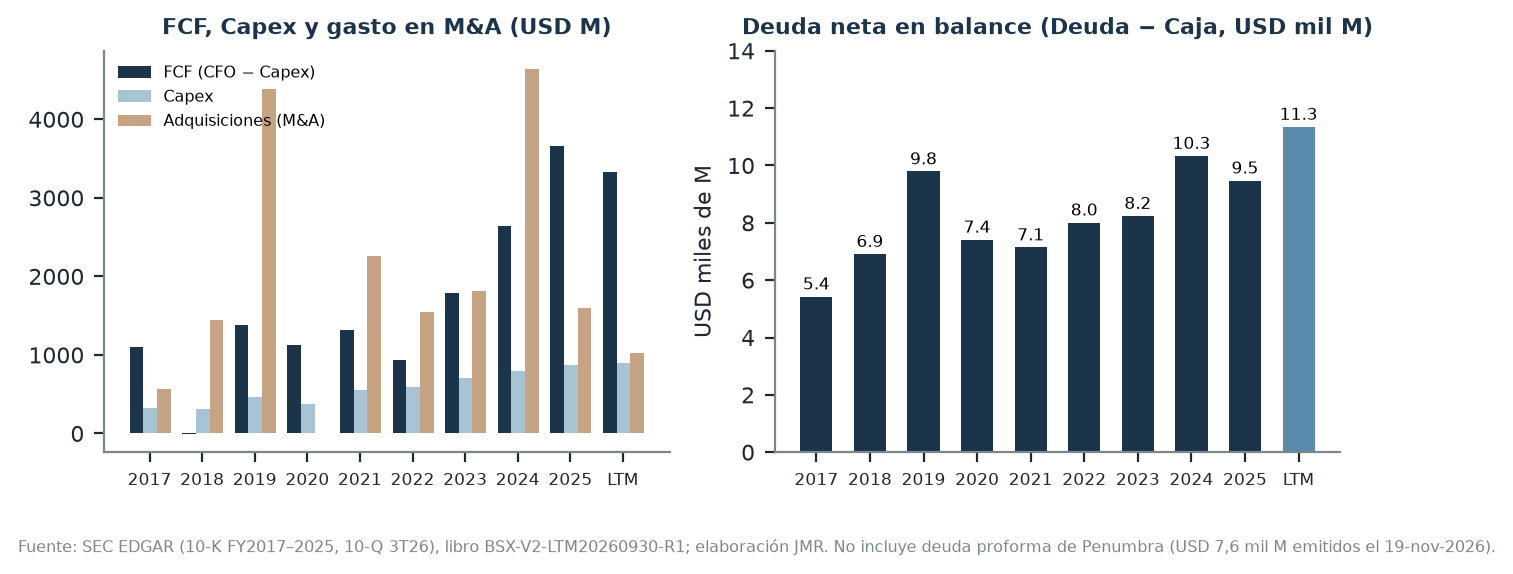 FCF, Capex y gasto en M&A (USD M)
FCF (CFO − Capex)
Capex
Adquisiciones (M&A)
4000
3000
2000
1000
0
2017 2018 2019 2020 2021 2022 2023 2024 2025 LTM
Deuda neta en balance (Deuda − Caja, USD mil M)
USD miles de M
14
12
10
8
6
4
2
0
5.4 6.9 9.8 7.4 7.1 8.0 8.2 10.3 9.5 11.3
2017 2018 2019 2020 2021 2022 2023 2024 2025 LTM
Fuente: SEC EDGAR (10-K FY2017–2025, 10-Q 3T26), libro BSX-V2-LTM20260930-R1; elaboración JMR. No incluye deuda proforma de Penumbra (USD 7,6 mil M emitidos el 19-nov-2026).